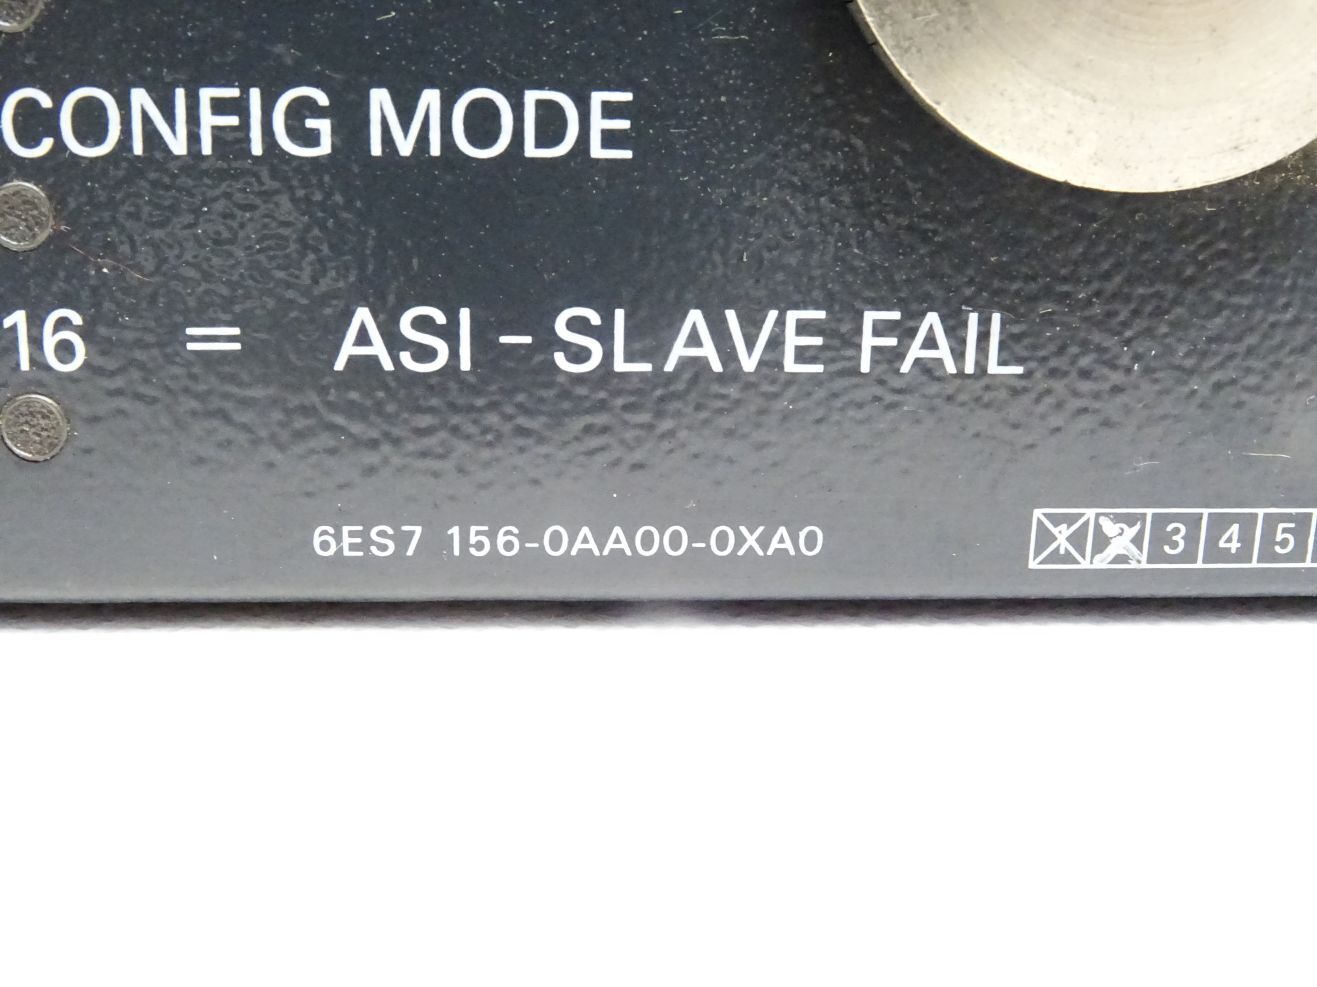 CONFIG MODE
16 = ASI-SLAVE FAIL
6ES7 156-0AA00-0XA0 1 2 3 4 5